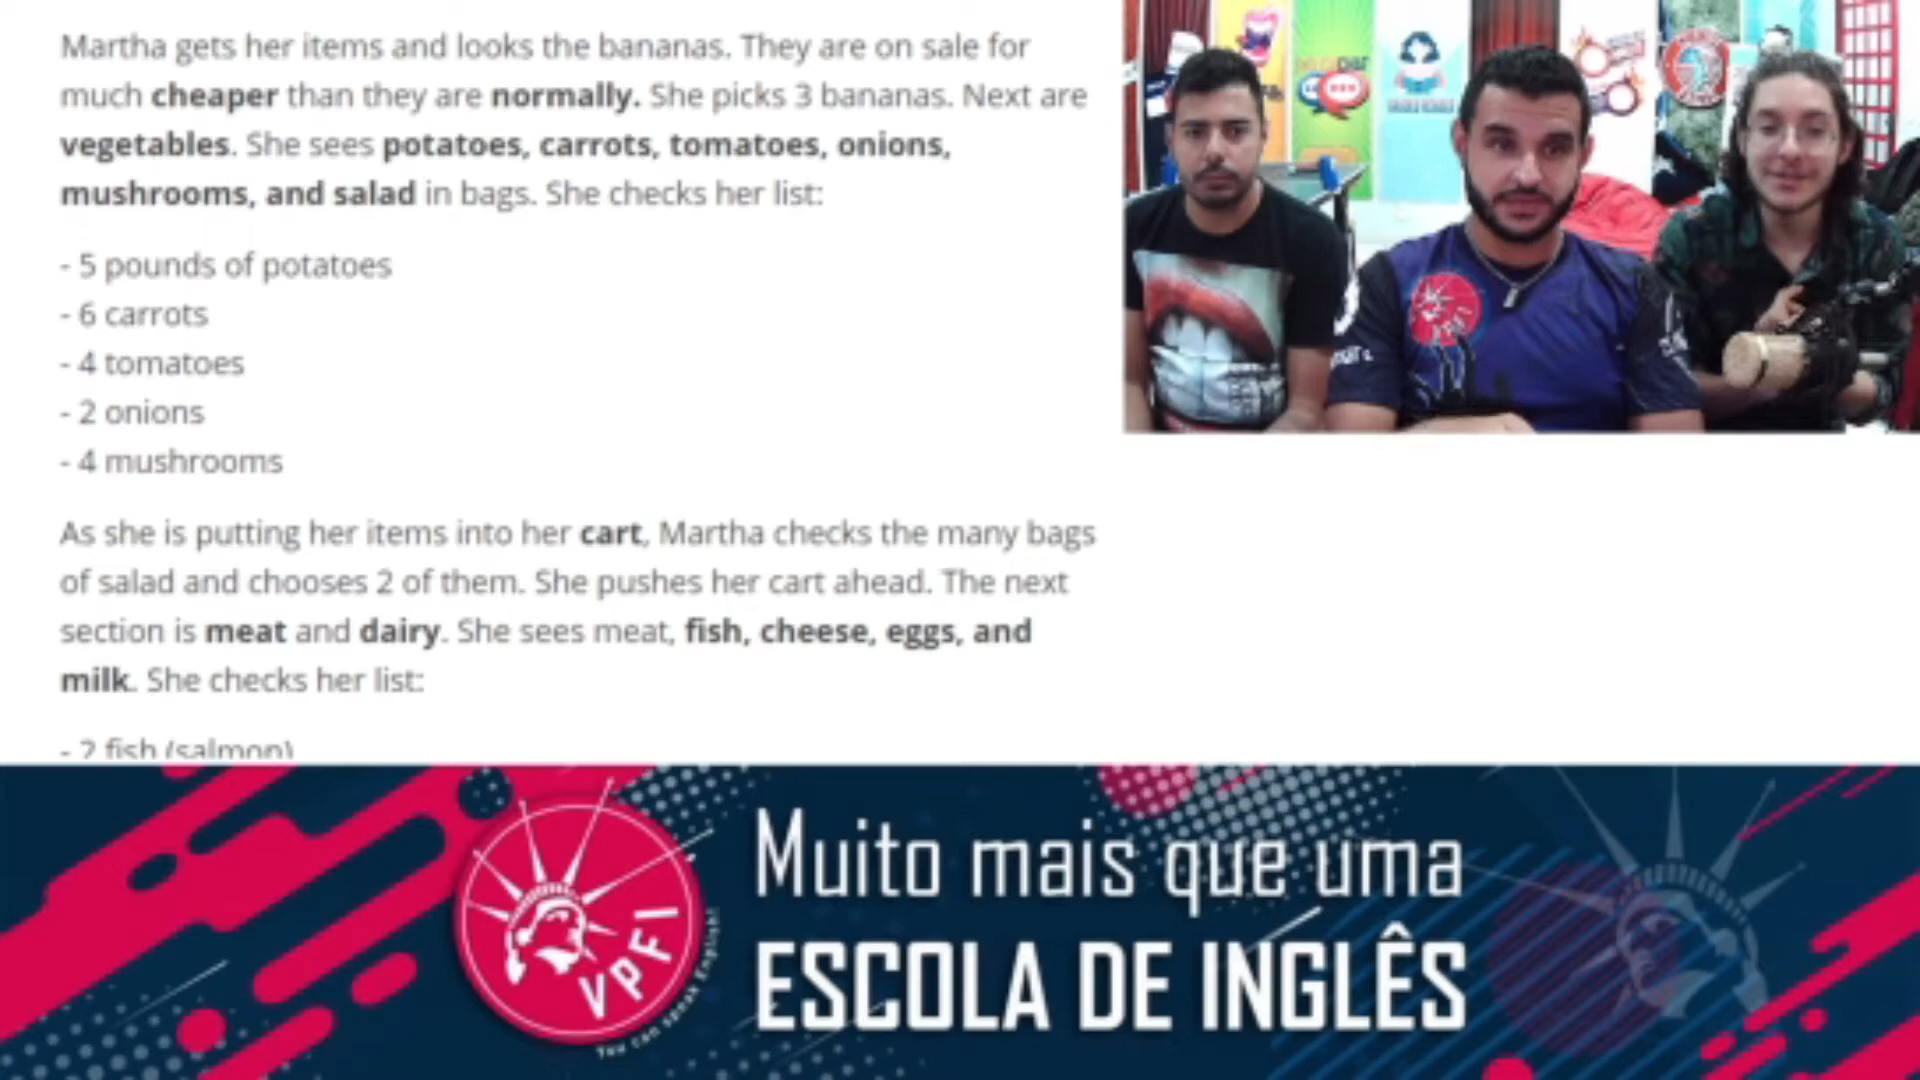 Martha gets her items and looks the bananas. They are on sale for
much cheaper than they are normally. She picks 3 bananas. Next are
vegetables. She sees potatoes, carrots, tomatoes, onions,
mushrooms, and salad in bags. She checks her list:
- 5 pounds of potatoes
- 6 carrots
- 4 tomatoes
- 2 onions
- 4 mushrooms
As she is putting her items into her cart, Martha checks the many bags
of salad and chooses 2 of them. She pushes her cart ahead. The next
section is meat and dairy. She sees meat, fish, cheese, eggs, and
milk. She checks her list:
- 2 fish (salmon)
VPFI
VPFI
You can speak English!
Muito mais que uma
ESCOLA DE INGLÊS